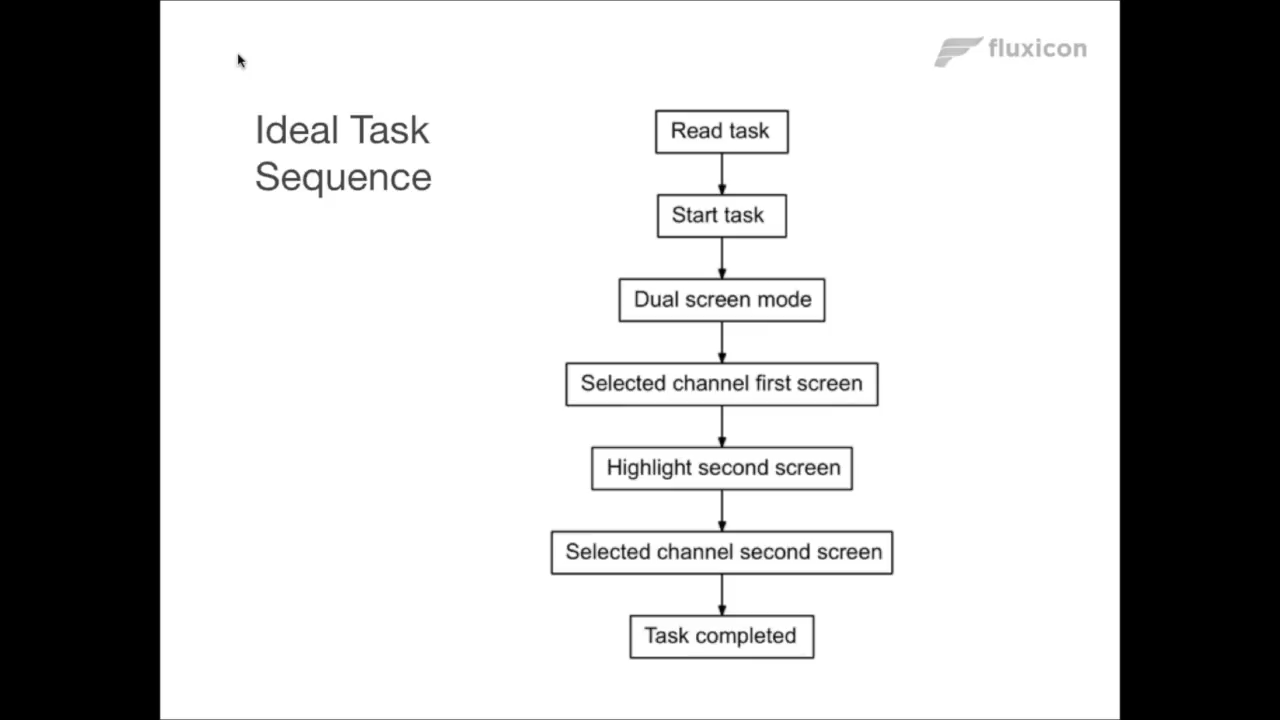 fluxicon
Ideal Task
Sequence
Read task
Start task
Dual screen mode
Selected channel first screen
Highlight second screen
Selected channel second screen
Task completed